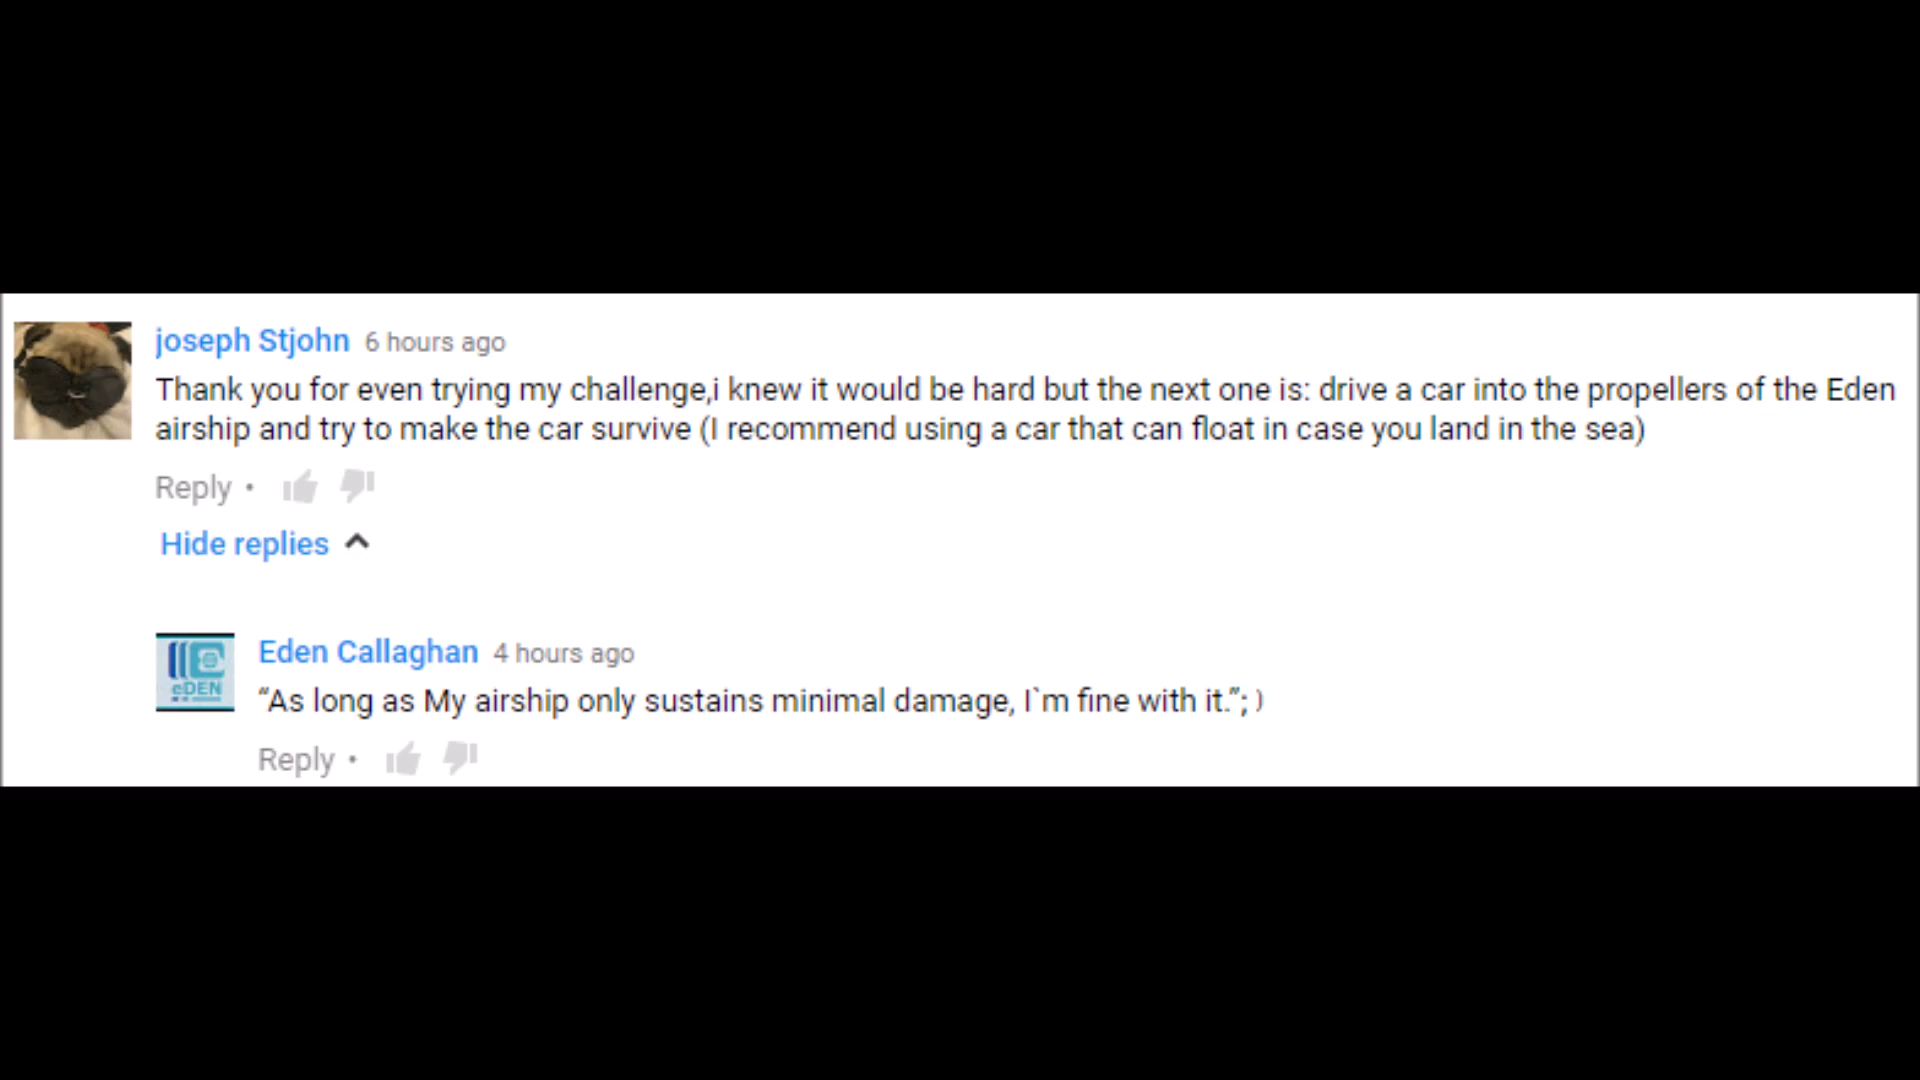 joseph Stjohn 6 hours ago
Thank you for even trying my challenge,i knew it would be hard but the next one is: drive a car into the propellers of the Eden
airship and try to make the car survive (I recommend using a car that can float in case you land in the sea)
Reply •
Hide replies
eDEN
Eden Callaghan 4 hours ago
“As long as My airship only sustains minimal damage, I`m fine with it.”; )
Reply •